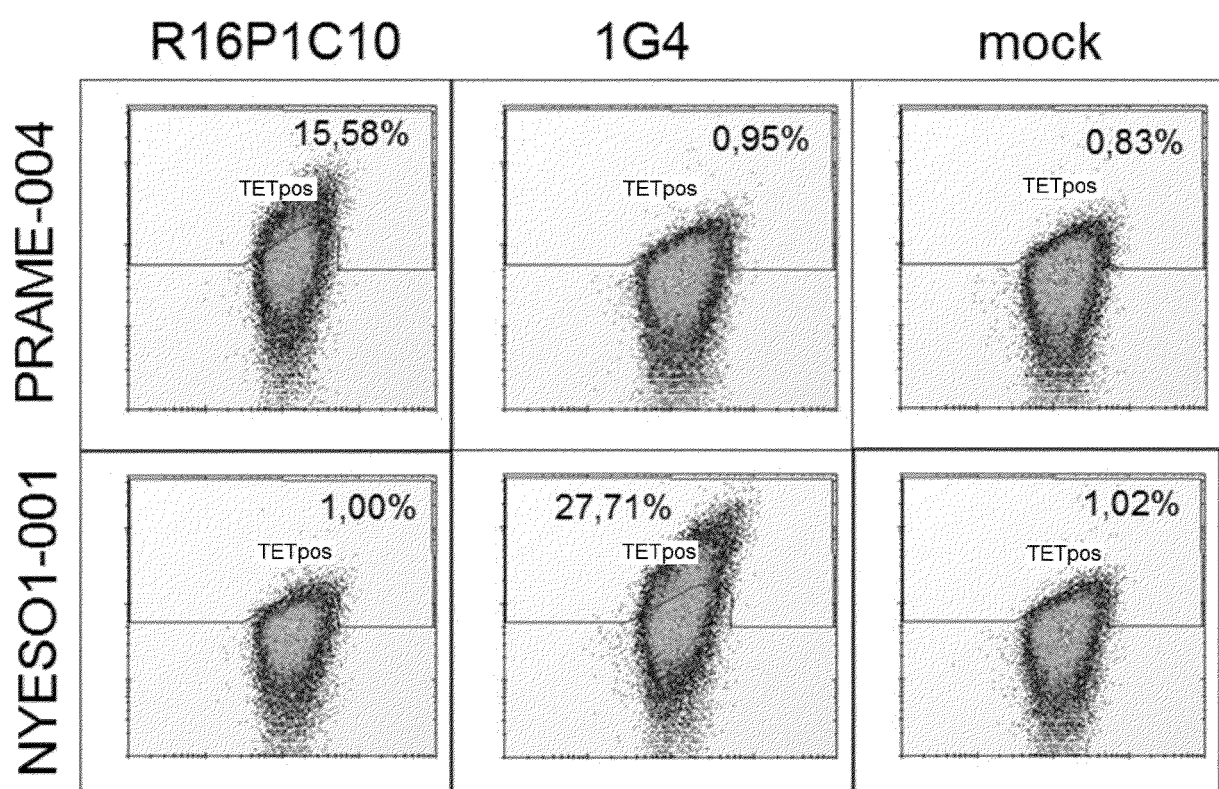 R16P1C10 1G4 mock
PRAME-004
15,58% 0,95% 0,83%
TETpos TETpos TETpos
NYESO1-001
1,00% 27,71% 1,02%
TETpos TETpos TETpos